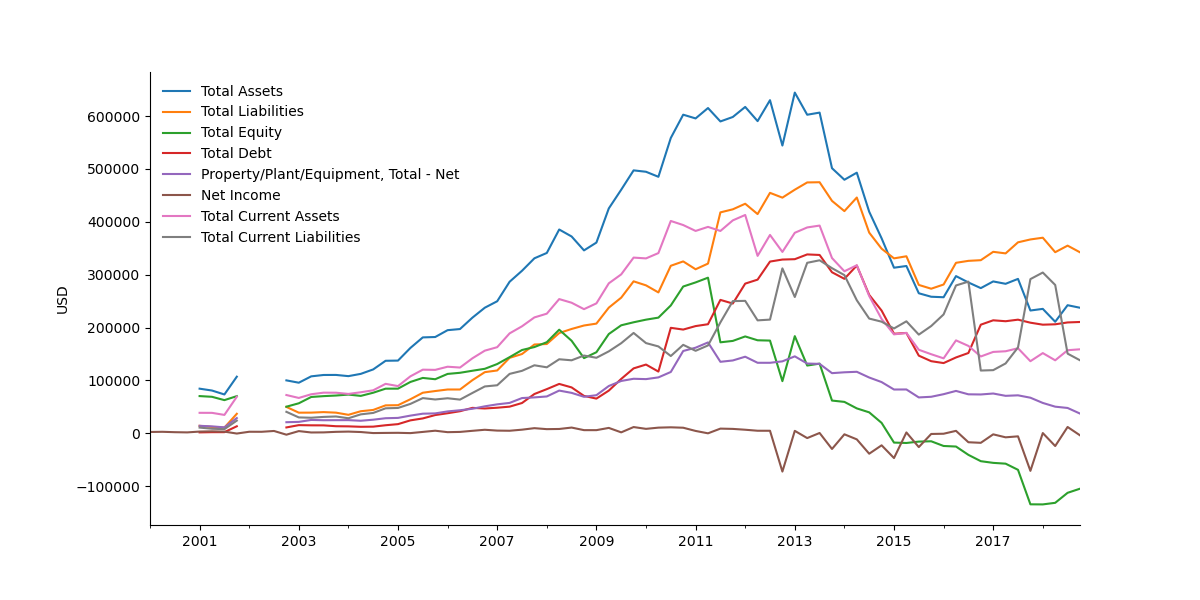 Total Assets
Total Liabilities
Total Equity
Total Debt
Property/Plant/Equipment, Total - Net
Net Income
Total Current Assets
Total Current Liabilities
USD
600000
500000
400000
300000
200000
100000
0
−100000
2001 2003 2005 2007 2009 2011 2013 2015 2017